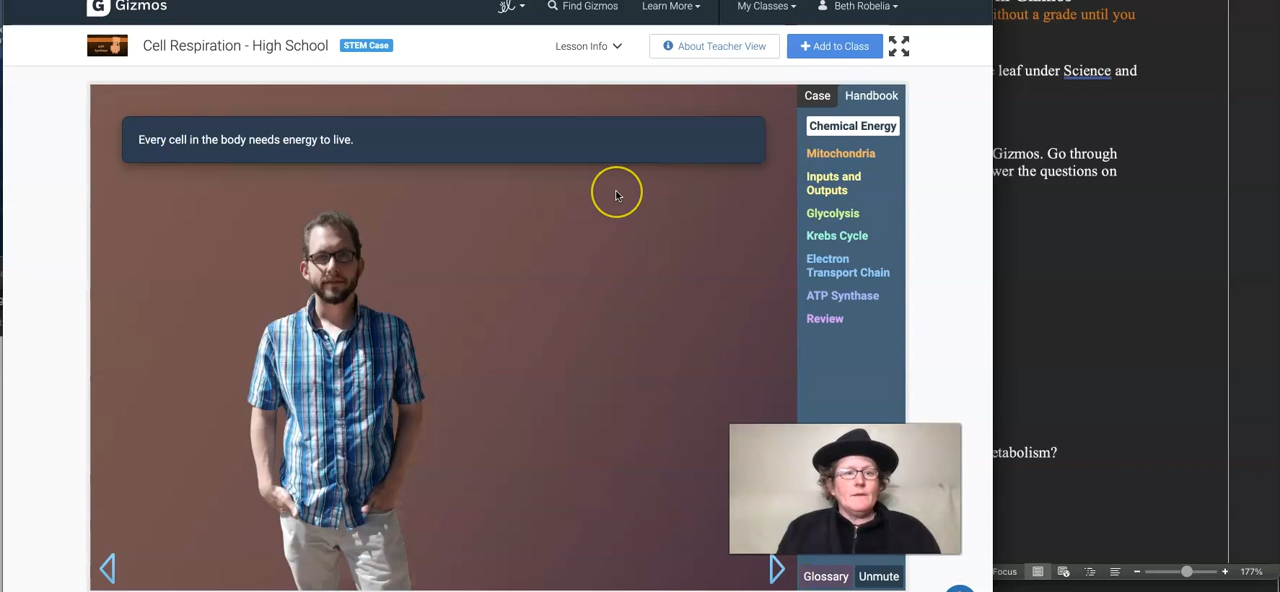 G Gizmos
Find Gizmos
Learn More
My Classes
Beth Robelia
Cell Respiration - High School
STEM Case
Lesson Info
About Teacher View
+ Add to Class
Every cell in the body needs energy to live.
Case
Handbook
Chemical Energy
Mitochondria
Inputs and
Outputs
Glycolysis
Krebs Cycle
Electron
Transport Chain
ATP Synthase
Review
Glossary
Unmute
ithout a grade until you
leaf under Science and
Gizmos. Go through
wer the questions on
etabolism?
Focus
177%